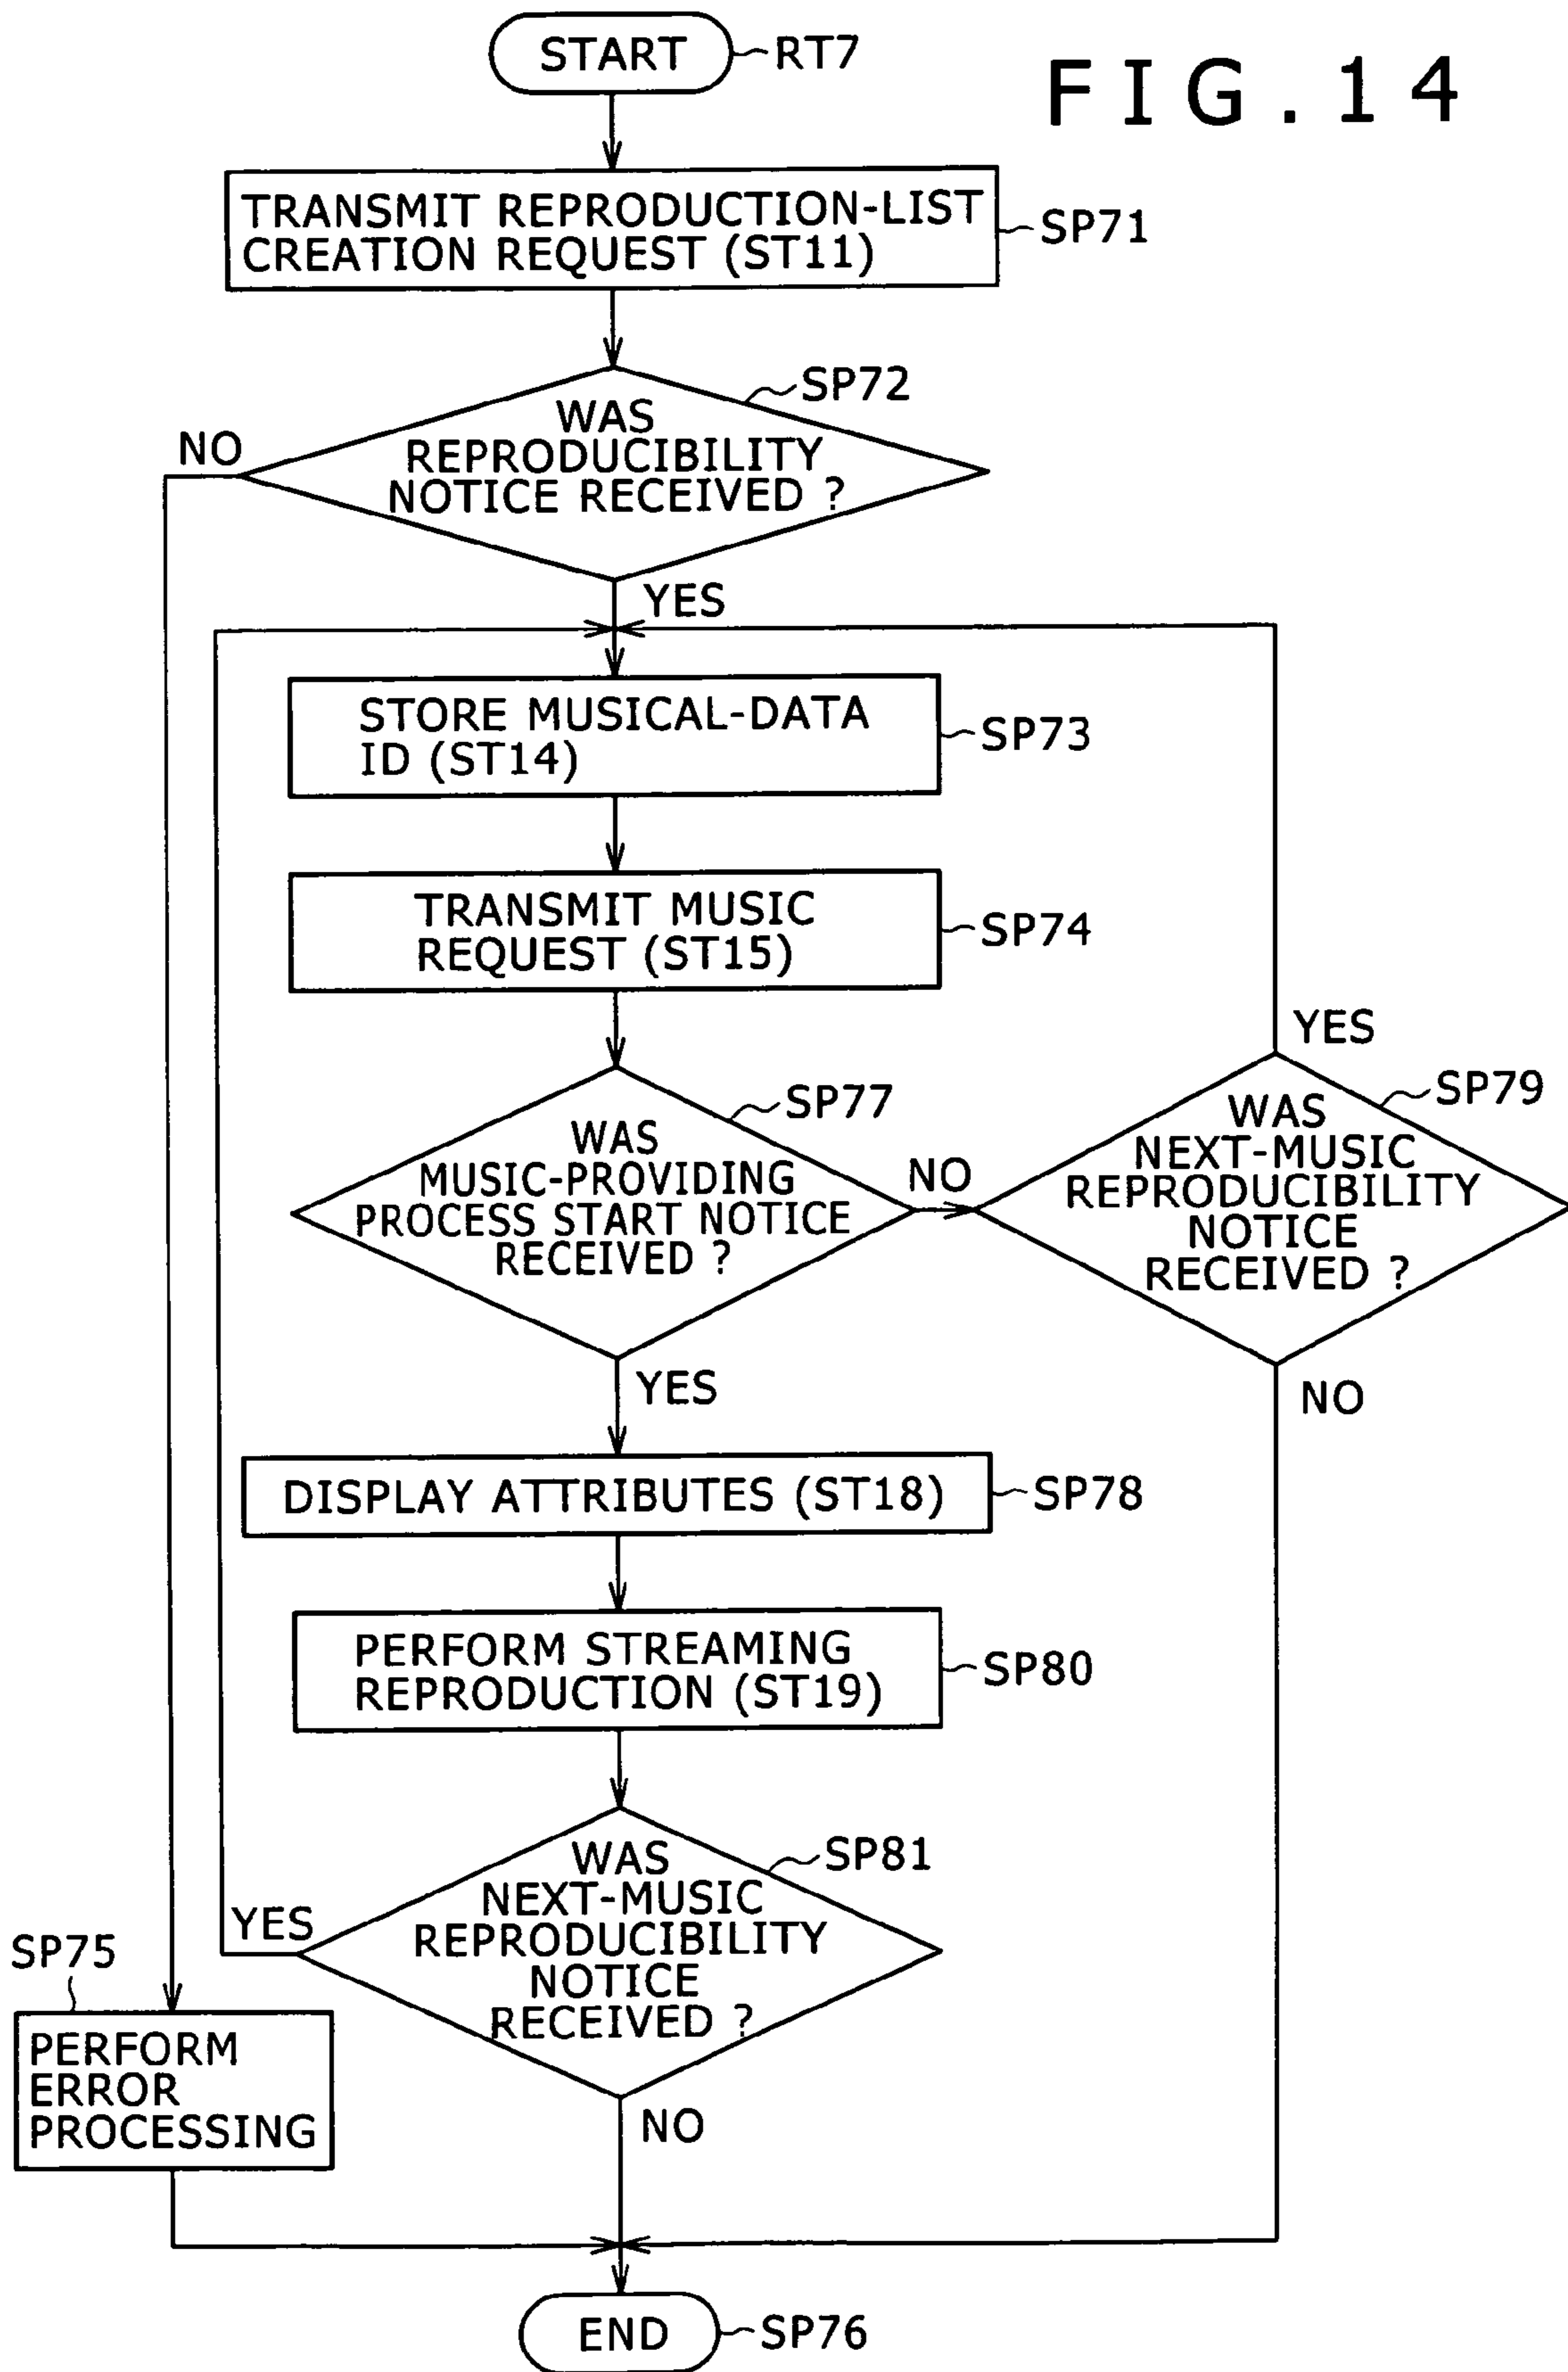 START
RT7
FIG.14
TRANSMIT REPRODUCTION-LIST
CREATION REQUEST (ST11)
SP71
SP72
WAS
REPRODUCIBILITY
NOTICE RECEIVED ?
NO
YES
STORE MUSICAL-DATA
ID (ST14)
SP73
TRANSMIT MUSIC
REQUEST (ST15)
SP74
SP77
WAS
MUSIC-PROVIDING
PROCESS START NOTICE
RECEIVED ?
NO
YES
YES
SP79
WAS
NEXT-MUSIC
REPRODUCIBILITY
NOTICE
RECEIVED ?
NO
DISPLAY ATTRIBUTES (ST18)
SP78
PERFORM STREAMING
REPRODUCTION (ST19)
SP80
SP81
WAS
NEXT-MUSIC
REPRODUCIBILITY
NOTICE
RECEIVED ?
YES
NO
SP75
PERFORM
ERROR
PROCESSING
END
SP76